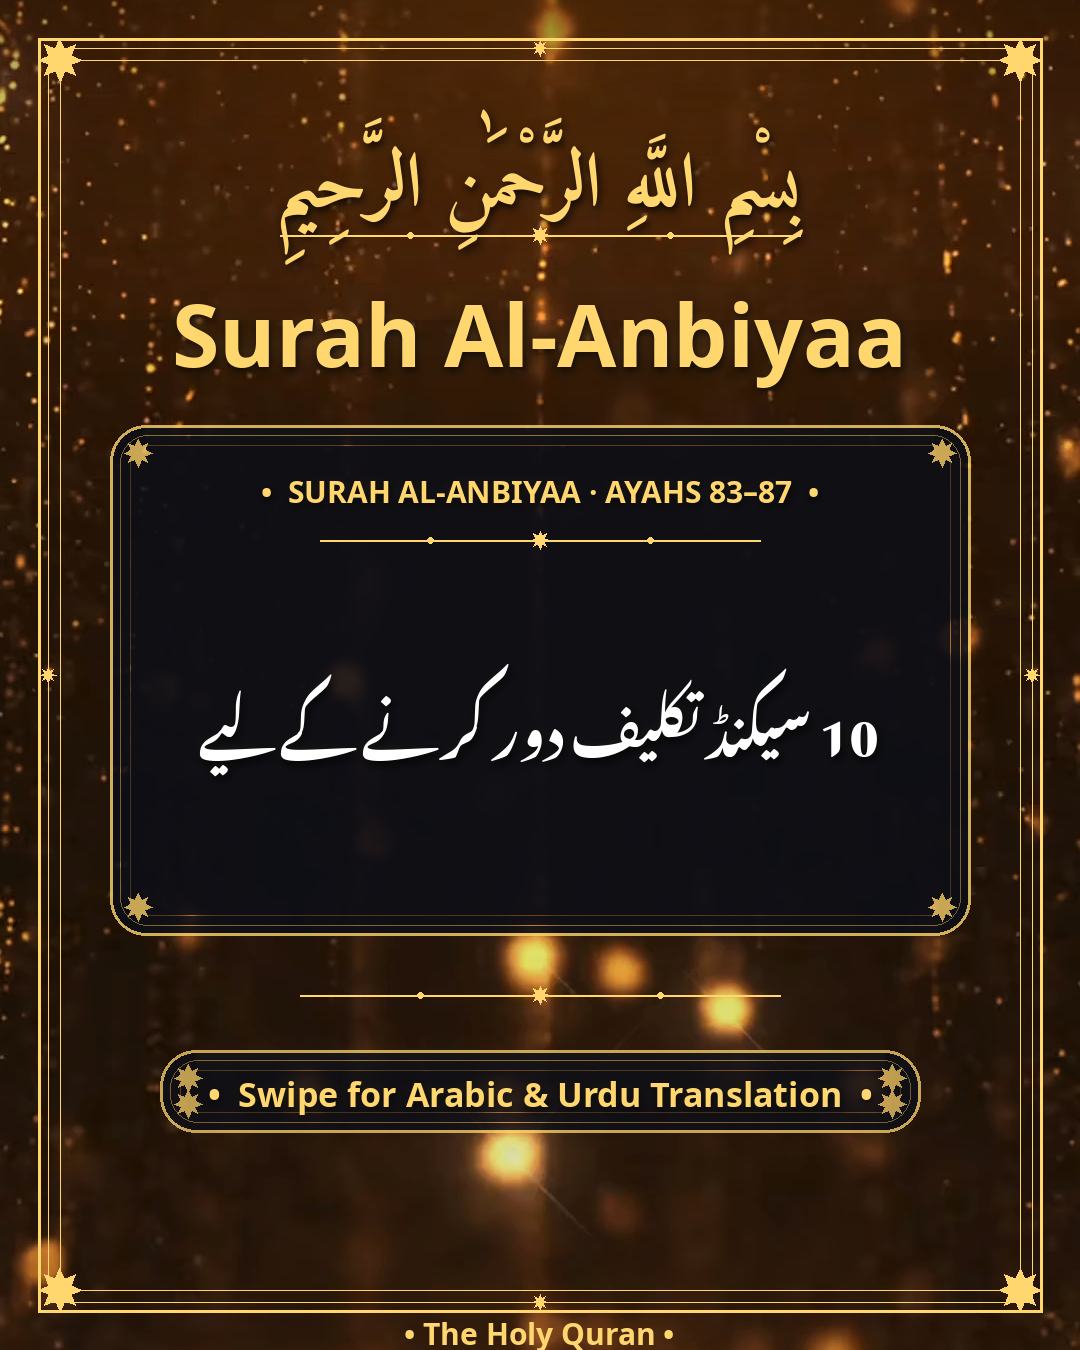 بِسْمِ اللَّهِ الرَّحْمَٰنِ الرَّحِيمِ
Surah Al-Anbiyaa
• SURAH AL-ANBIYAA · AYAHS 83–87 •
10 سیکنڈ تکلیف دور کرنے کے لیے
• Swipe for Arabic & Urdu Translation •
• The Holy Quran •